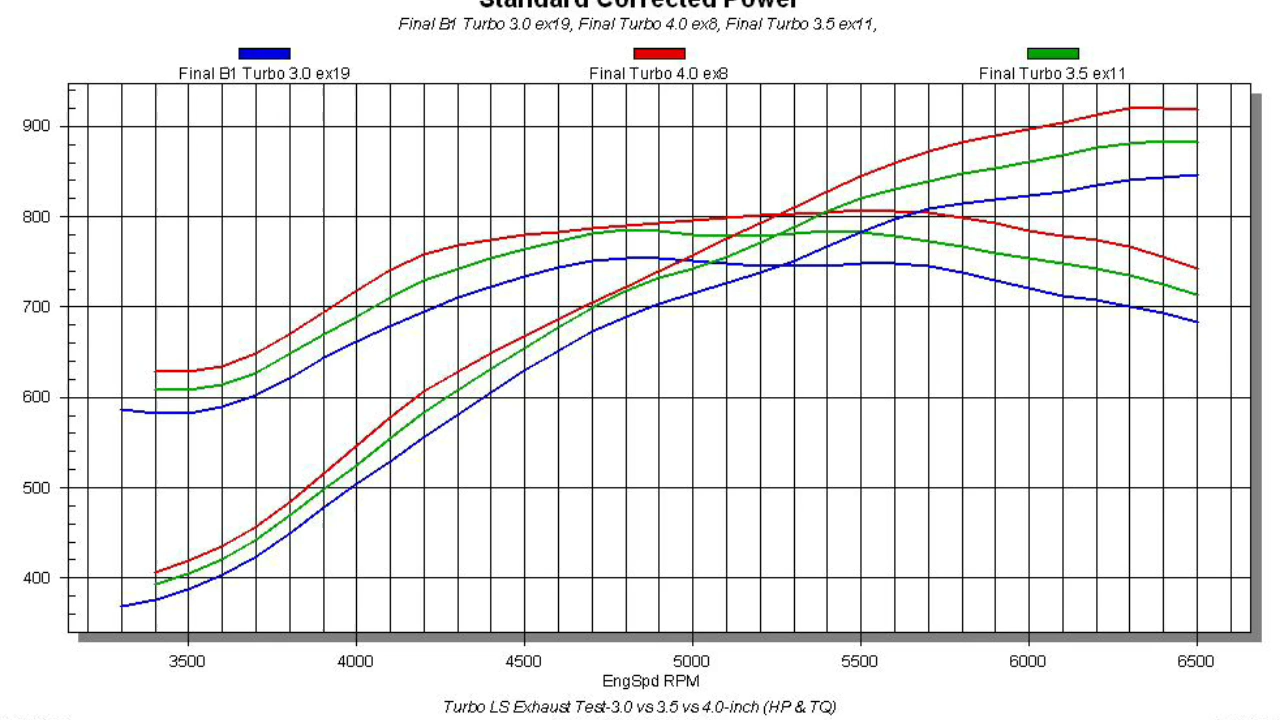 Standard Corrected Power
Final B1 Turbo 3.0 ex19, Final Turbo 4.0 ex8, Final Turbo 3.5 ex11,
Final B1 Turbo 3.0 ex19
Final Turbo 4.0 ex8
Final Turbo 3.5 ex11
900
800
700
600
500
400
3500 4000 4500 5000 5500 6000 6500
EngSpd RPM
Turbo LS Exhaust Test-3.0 vs 3.5 vs 4.0-inch (HP & TQ)